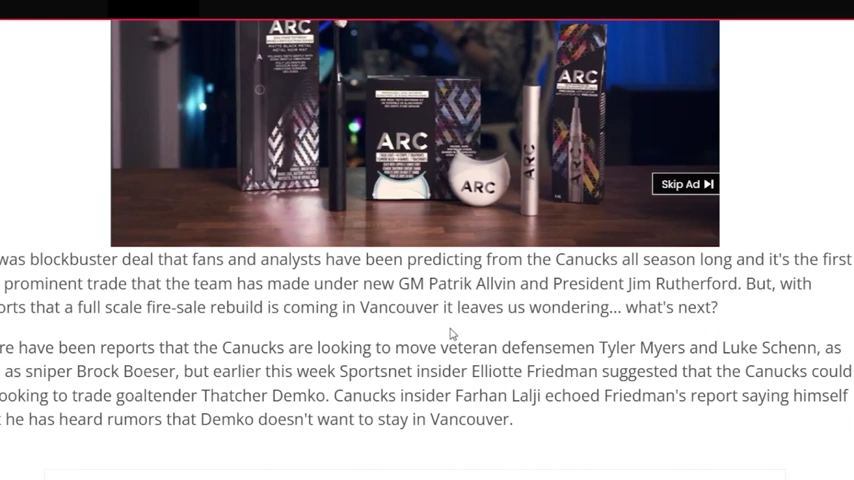 ARC
MATTE BLACK METAL
ARC
ARC
ARC
ARC
Skip Ad
was blockbuster deal that fans and analysts have been predicting from the Canucks all season long and it's the first
prominent trade that the team has made under new GM Patrik Allvin and President Jim Rutherford. But, with
orts that a full scale fire-sale rebuild is coming in Vancouver it leaves us wondering... what's next?
re have been reports that the Canucks are looking to move veteran defensemen Tyler Myers and Luke Schenn, as
as sniper Brock Boeser, but earlier this week Sportsnet insider Elliotte Friedman suggested that the Canucks could
ooking to trade goaltender Thatcher Demko. Canucks insider Farhan Lalji echoed Friedman's report saying himself
he has heard rumors that Demko doesn't want to stay in Vancouver.